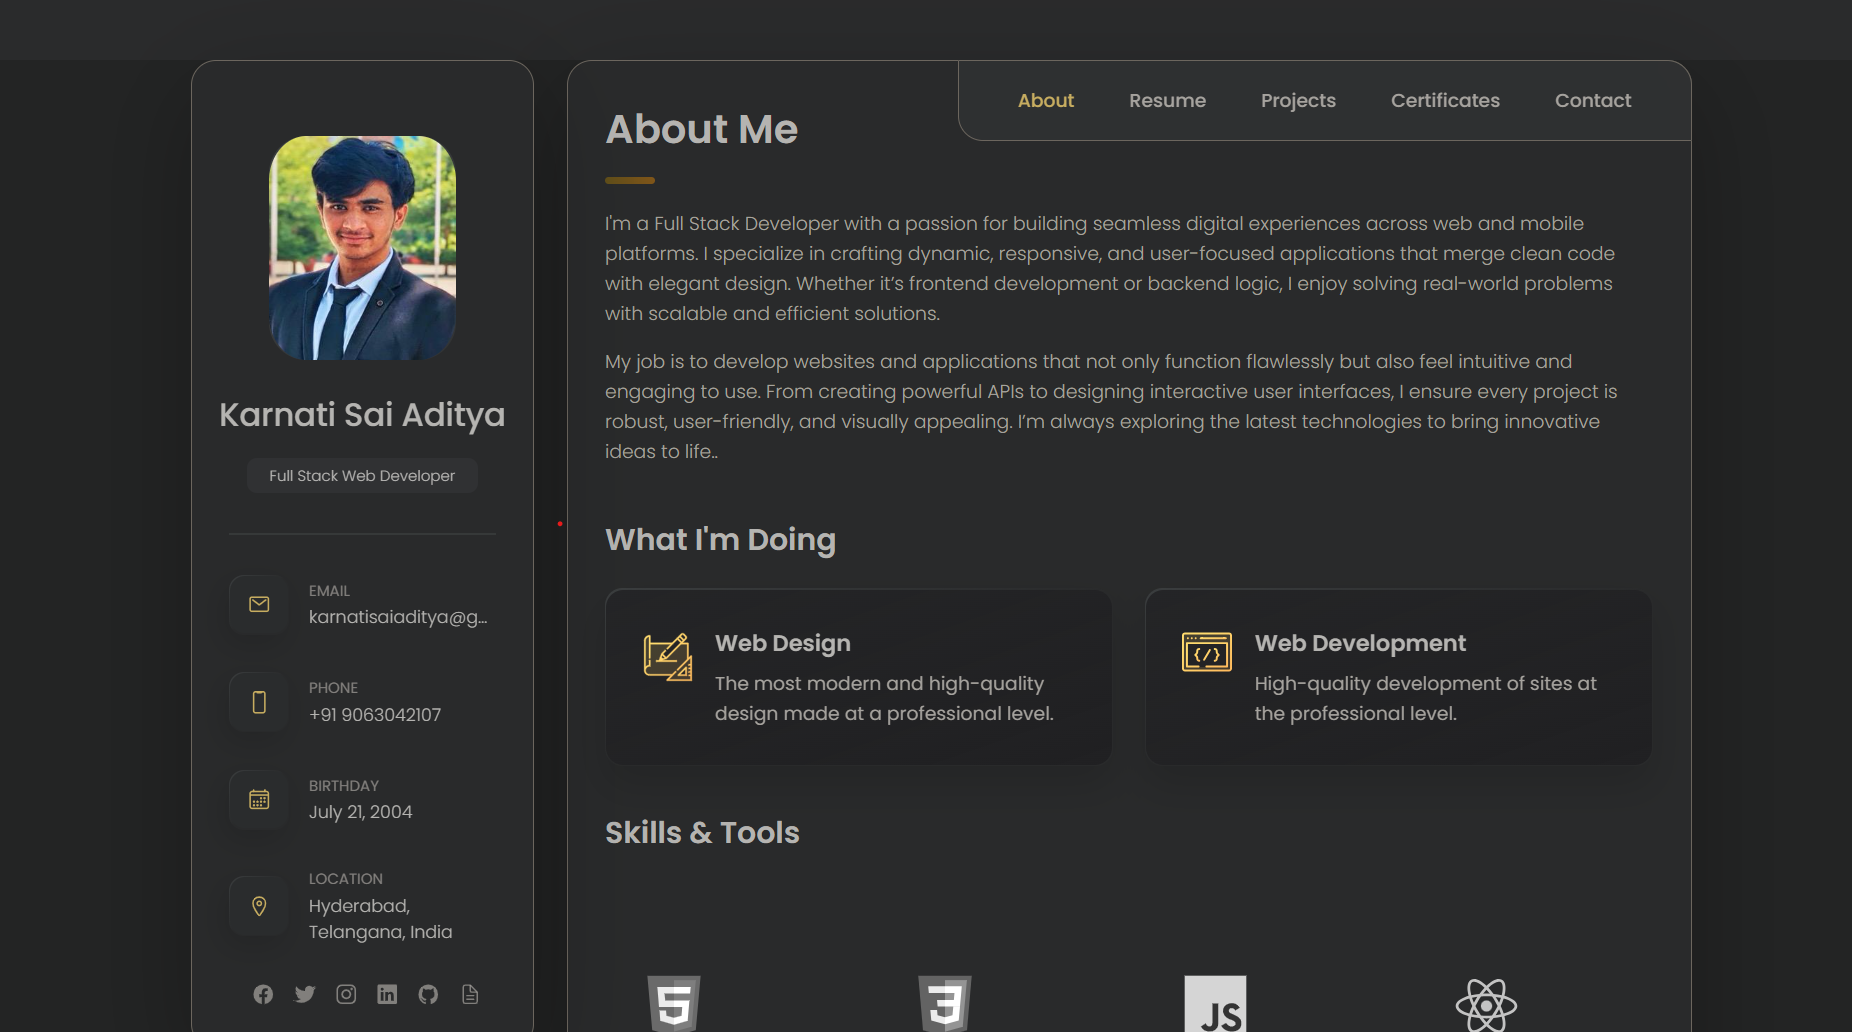 Karnati Sai Aditya
Full Stack Web Developer
EMAIL
karnatisaiaditya@g...
PHONE
+91 9063042107
BIRTHDAY
July 21, 2004
LOCATION
Hyderabad,
Telangana, India
About
Resume
Projects
Certificates
Contact
About Me
I'm a Full Stack Developer with a passion for building seamless digital experiences across web and mobile
platforms. I specialize in crafting dynamic, responsive, and user-focused applications that merge clean code
with elegant design. Whether it’s frontend development or backend logic, I enjoy solving real-world problems
with scalable and efficient solutions.
My job is to develop websites and applications that not only function flawlessly but also feel intuitive and
engaging to use. From creating powerful APIs to designing interactive user interfaces, I ensure every project is
robust, user-friendly, and visually appealing. I’m always exploring the latest technologies to bring innovative
ideas to life..
What I'm Doing
Web Design
The most modern and high-quality
design made at a professional level.
Web Development
High-quality development of sites at
the professional level.
Skills & Tools
5
3
JS